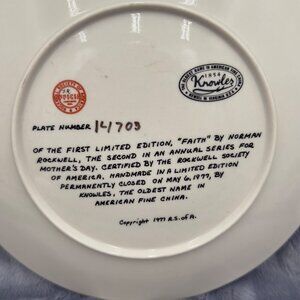 1854
Knowles
PLATE NUMBER 14703
OF THE FIRST LIMITED EDITION, "FAITH" BY NORMAN
ROCKWELL, THE SECOND IN AN ANNUAL SERIES FOR
MOTHER'S DAY. CERTIFIED BY THE ROCKWELL SOCIETY
OF AMERICA. HANDMADE IN A LIMITED EDITION
PERMANENTLY CLOSED ON MAY 6, 1977, BY
KNOWLES, THE OLDEST NAME IN
AMERICAN FINE CHINA.
Copyright 1977 R.S. of A.